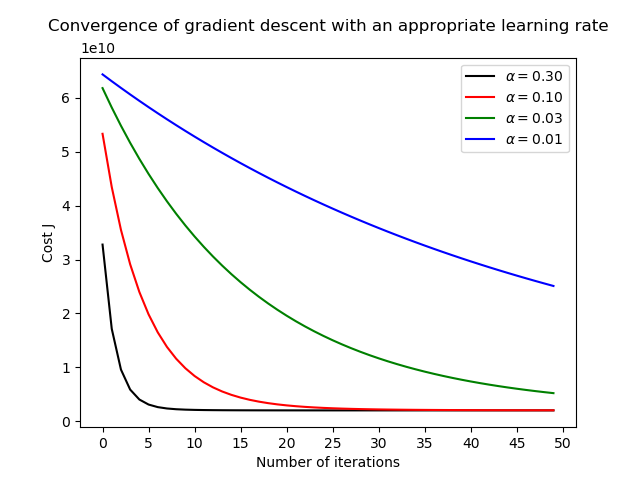 Convergence of gradient descent with an appropriate learning rate
1e10
α = 0.30
α = 0.10
α = 0.03
α = 0.01
6
5
4
3
2
1
0
Cost J
0 5 10 15 20 25 30 35 40 45 50
Number of iterations